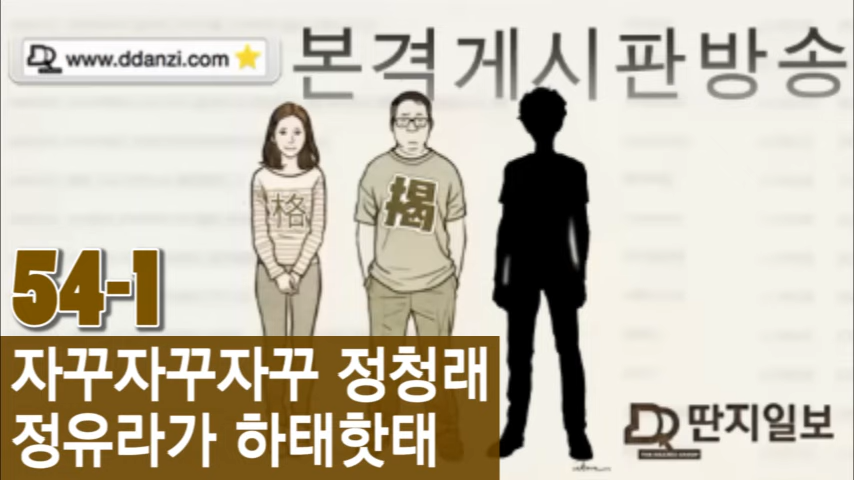 www.ddanzi.com
본격게시판방송
格
揭
54-1
자꾸자꾸자꾸 정청래
정유라가 하태핫태
딴지일보